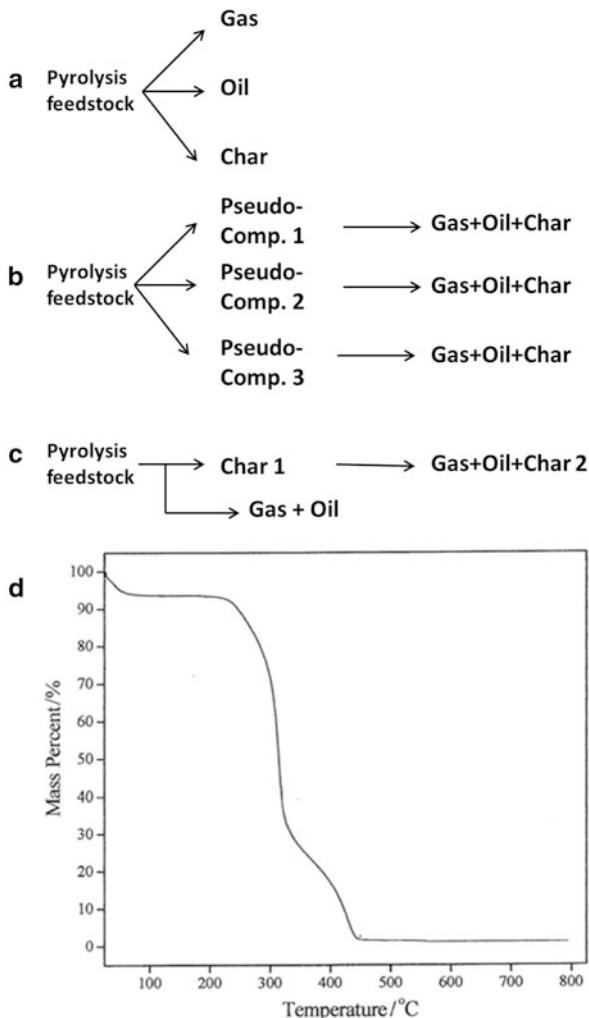 a
Pyrolysis
feedstock
Gas
Oil
Char
b
Pyrolysis
feedstock
Pseudo-
Comp. 1
Gas+Oil+Char
Pseudo-
Comp. 2
Gas+Oil+Char
Pseudo-
Comp. 3
Gas+Oil+Char
c
Pyrolysis
feedstock
Char 1
Gas+Oil+Char 2
Gas + Oil
d
Mass Percent/%
100
90
80
70
60
50
40
30
20
10
0
100 200 300 400 500 600 700 800
Temperature/°C